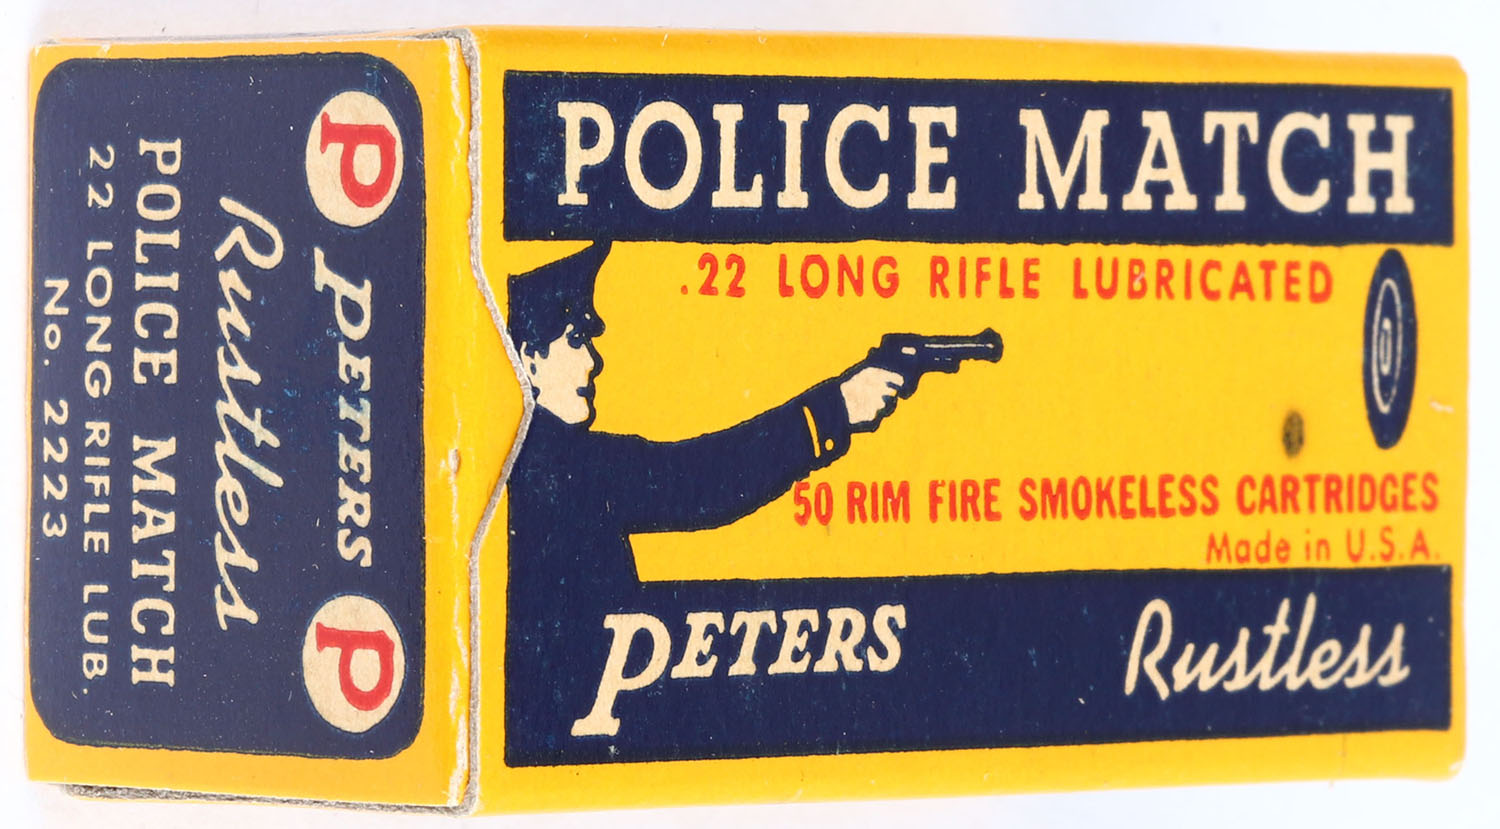 POLICE MATCH
.22 LONG RIFLE LUBRICATED
50 RIM FIRE SMOKELESS CARTRIDGES
Made in U.S.A.
PETERS Rustless
P PETERS P
Rustless
POLICE MATCH
22 LONG RIFLE LUB.
No. 2223